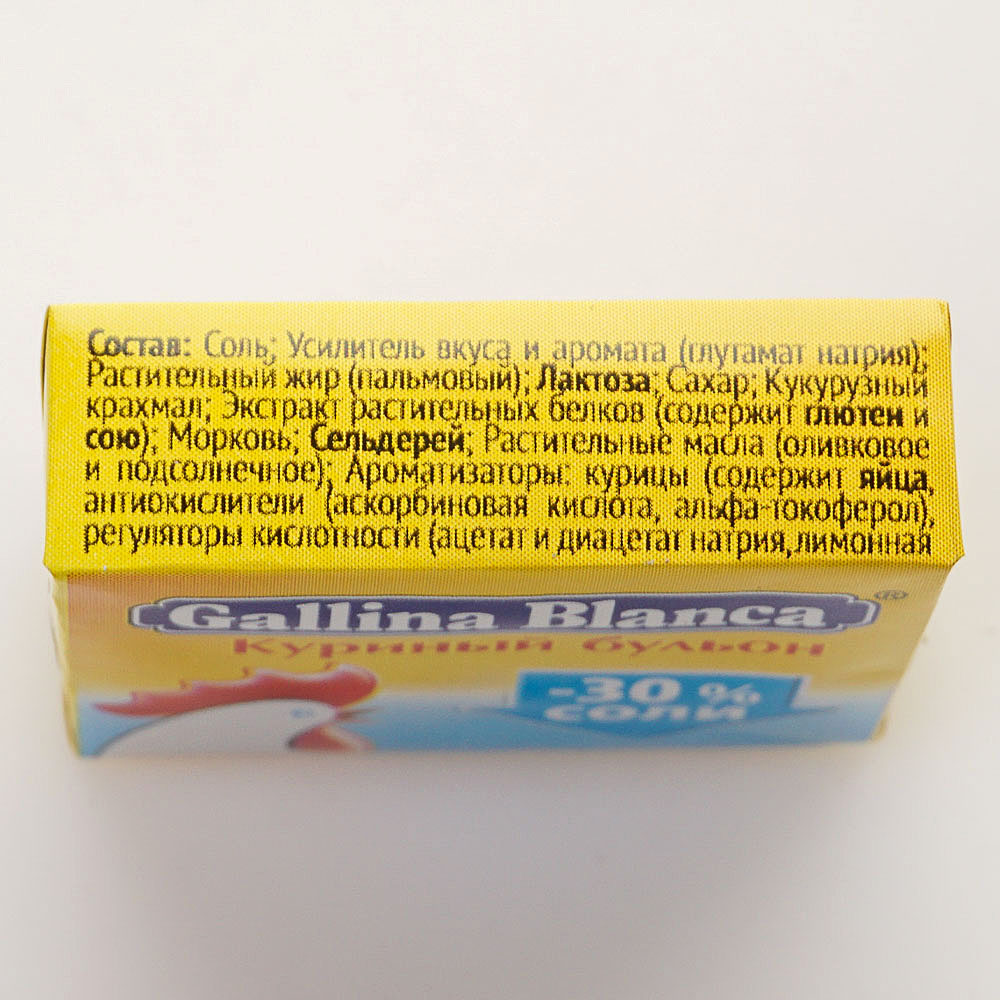 Состав: Соль; Усилитель вкуса и аромата (глутамат натрия);
Растительный жир (пальмовый); Лактоза; Сахар; Кукурузный
крахмал; Экстракт растительных белков (содержит глютен и
сою); Морковь; Сельдерей; Растительные масла (оливковое
и подсолнечное); Ароматизаторы: курицы (содержит яйца,
антиокислители (аскорбиновая кислота, альфа-токоферол),
регуляторы кислотности (ацетат и диацетат натрия,лимонная
Gallina Blanca ®
Куриный бульон
-30 %
соли